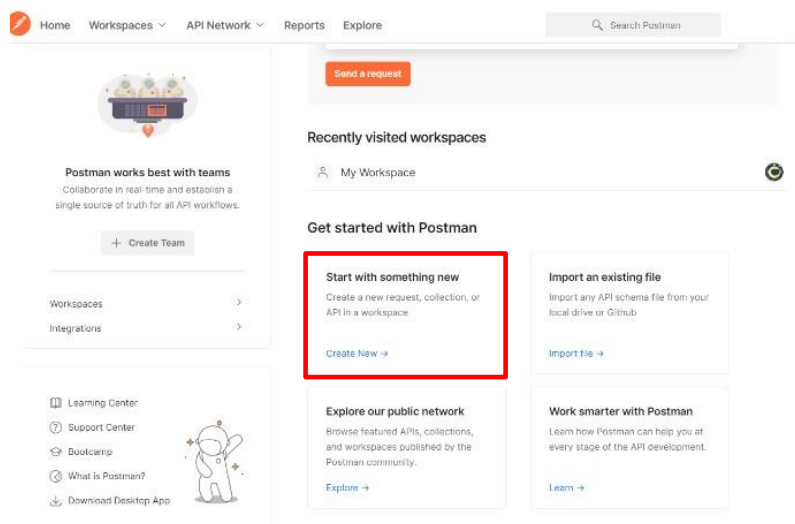 Home Workspaces API Network Reports Explore Search Postman
Postman works best with teams
Collaborate in real-time and establish a
single source of truth for all API workflows.
+ Create Team
Workspaces
Integrations
Learning Center
Support Center
Bootcamp
What is Postman?
Download Desktop App
Send a request
Recently visited workspaces
My Workspace
Get started with Postman
Start with something new
Create a new request, collection, or
API in a workspace
Create New →
Import an existing file
Import any API schema file from your
local drive or Github
Import file →
Explore our public network
Browse featured APIs, collections,
and workspaces published by the
Postman community.
Explore →
Work smarter with Postman
Learn how Postman can help you at
every stage of the API development.
Learn →